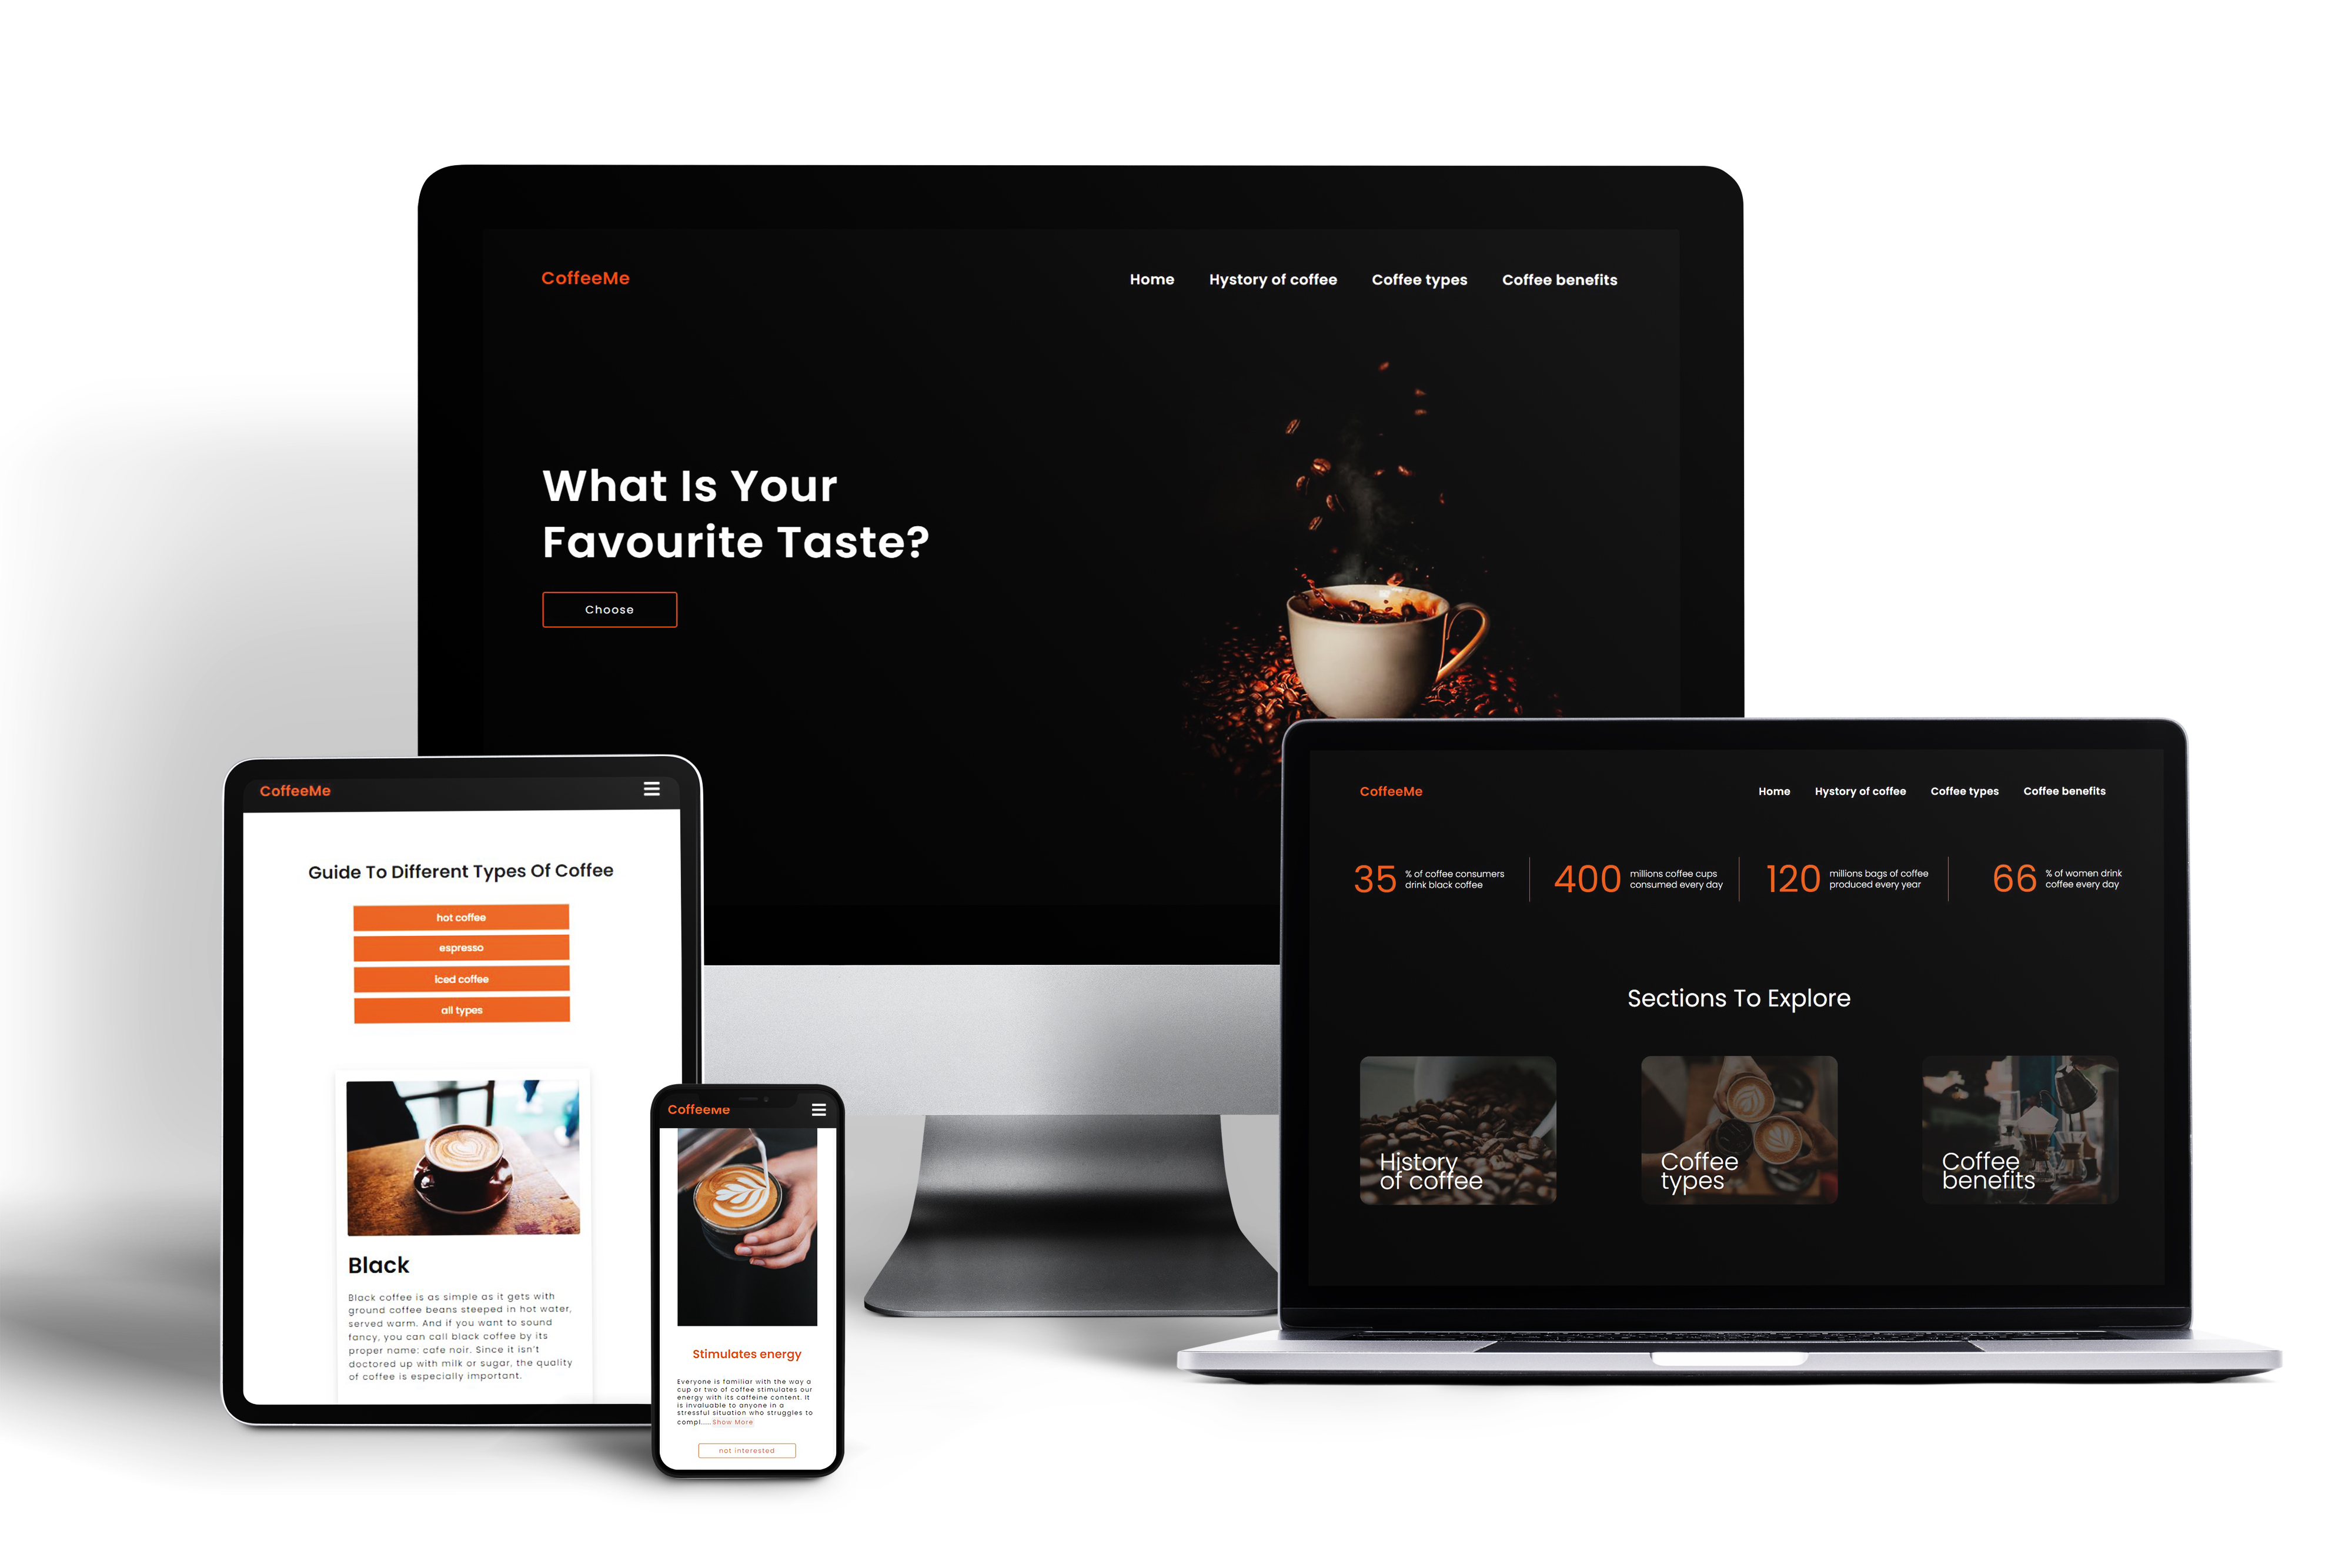 CoffeeMe
Home Hystory of coffee Coffee types Coffee benefits
What Is Your
Favourite Taste?
Choose
CoffeeMe
Guide To Different Types Of Coffee
hot coffee
espresso
iced coffee
all types
Black
Black coffee is as simple as it gets with
ground coffee beans steeped in hot water,
served warm. And if you want to sound
fancy, you can call black coffee by its
proper name: cafe noir. Since it isn't
doctored up with milk or sugar, the quality
of coffee is especially important.
CoffeeMe
Stimulates energy
Everyone is familiar with the way a
cup or two of coffee stimulates our
energy with its caffeine content. It
is invaluable to anyone in a
stressful situation who struggles to
compl.....Show More
not interested
CoffeeMe
Home Hystory of coffee Coffee types Coffee benefits
35 % of coffee consumers
drink black coffee
400 millions coffee cups
consumed every day
120 millions bags of coffee
produced every year
66 % of women drink
coffee every day
Sections To Explore
History
of coffee
Coffee
types
Coffee
benefits